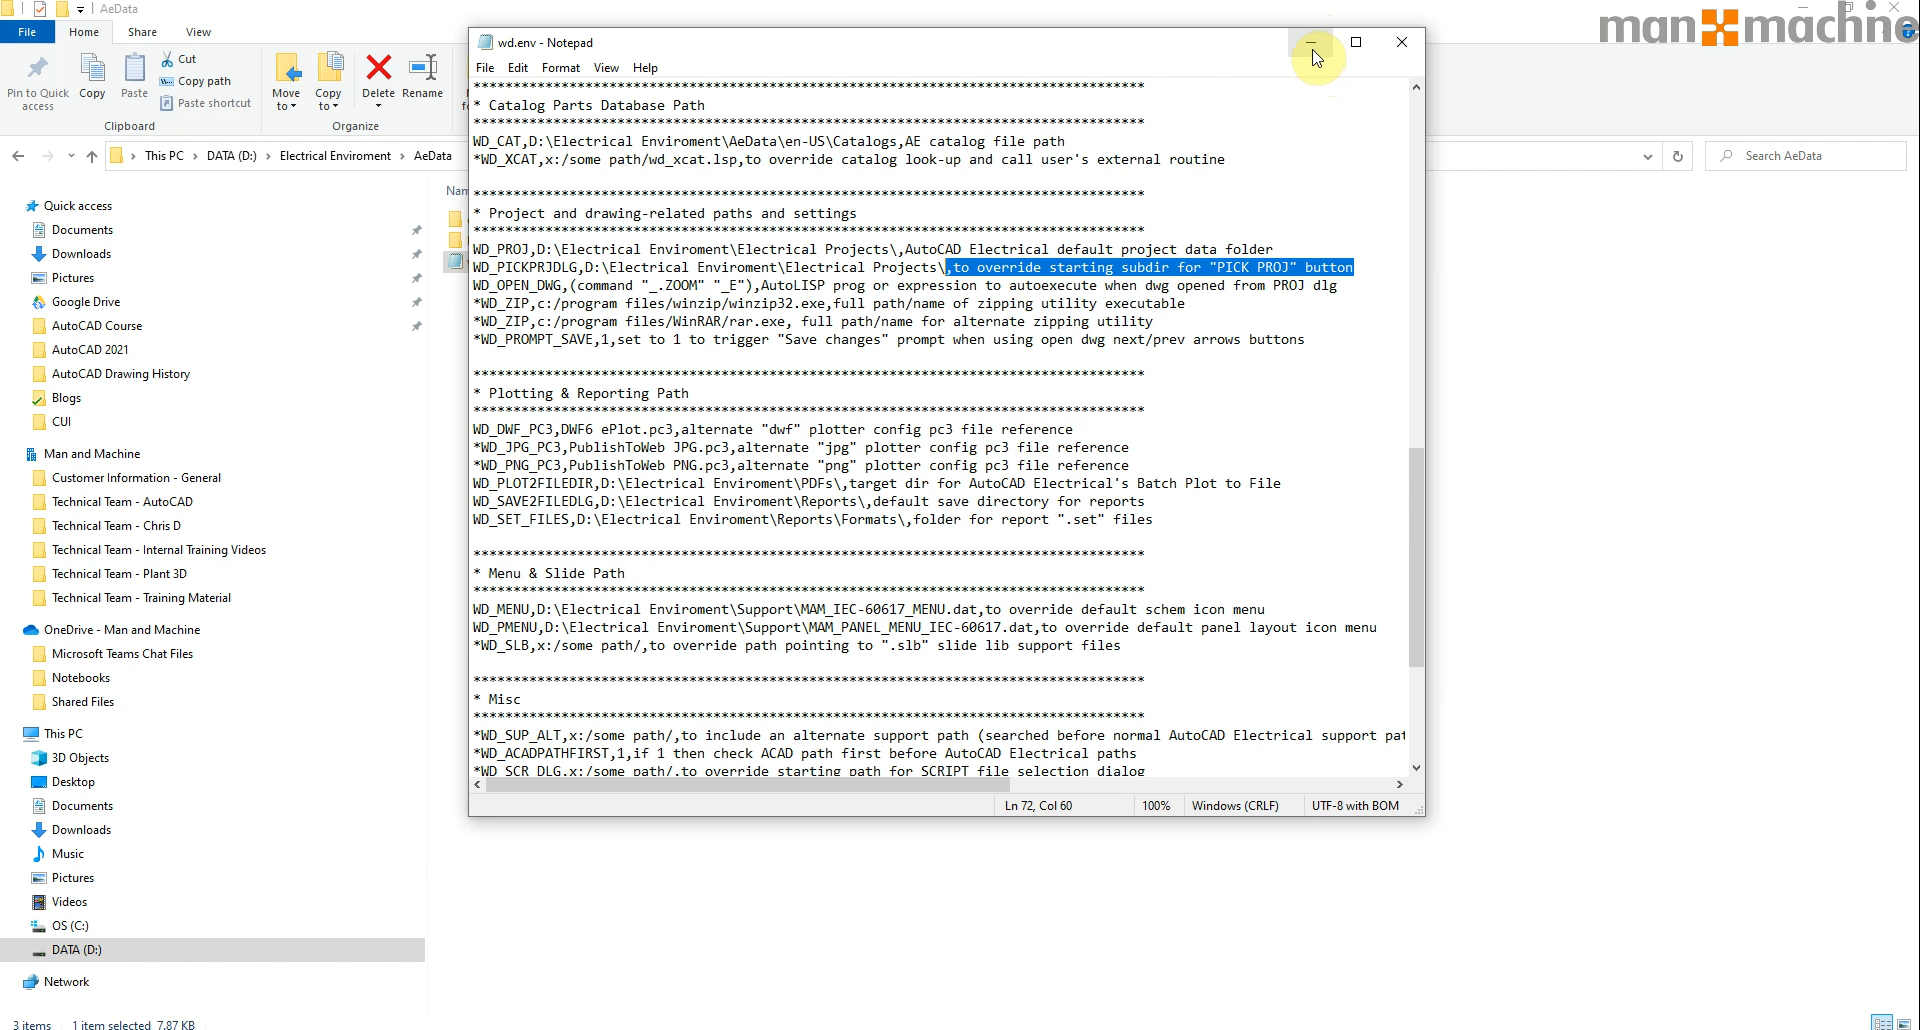 AeData
man machine
File
Home
Share
View
Pin to Quick
access
Copy
Paste
Cut
Copy path
Paste shortcut
Move
to
Copy
to
Delete
Rename
Clipboard
Organize
This PC
DATA (D:)
Electrical Enviroment
AeData
Search AeData
Quick access
Documents
Downloads
Pictures
Google Drive
AutoCAD Course
AutoCAD 2021
AutoCAD Drawing History
Blogs
CUI
Man and Machine
Customer Information - General
Technical Team - AutoCAD
Technical Team - Chris D
Technical Team - Internal Training Videos
Technical Team - Plant 3D
Technical Team - Training Material
OneDrive - Man and Machine
Microsoft Teams Chat Files
Notebooks
Shared Files
This PC
3D Objects
Desktop
Documents
Downloads
Music
Pictures
Videos
OS (C:)
DATA (D:)
Network
3 items
1 item selected 7.87 KB
wd.env - Notepad
File
Edit
Format
View
Help
************************************************************************************
* Catalog Parts Database Path
************************************************************************************
WD_CAT,D:\Electrical Enviroment\AeData\en-US\Catalogs,AE catalog file path
*WD_XCAT,x:/some path/wd_xcat.lsp,to override catalog look-up and call user's external routine
************************************************************************************
* Project and drawing-related paths and settings
************************************************************************************
WD_PROJ,D:\Electrical Enviroment\Electrical Projects\,AutoCAD Electrical default project data folder
WD_PICKPRJDLG,D:\Electrical Enviroment\Electrical Projects\,to override starting subdir for "PICK PROJ" button
WD_OPEN_DWG,(command "_.ZOOM" "_E"),AutoLISP prog or expression to autoexecute when dwg opened from PROJ dlg
*WD_ZIP,c:/program files/winzip/winzip32.exe,full path/name of zipping utility executable
*WD_ZIP,c:/program files/WinRAR/rar.exe, full path/name for alternate zipping utility
*WD_PROMPT_SAVE,1,set to 1 to trigger "Save changes" prompt when using open dwg next/prev arrows buttons
************************************************************************************
* Plotting & Reporting Path
************************************************************************************
WD_DWF_PC3,DWF6 ePlot.pc3,alternate "dwf" plotter config pc3 file reference
*WD_JPG_PC3,PublishToWeb JPG.pc3,alternate "jpg" plotter config pc3 file reference
*WD_PNG_PC3,PublishToWeb PNG.pc3,alternate "png" plotter config pc3 file reference
WD_PLOT2FILEDIR,D:\Electrical Enviroment\PDFs\,target dir for AutoCAD Electrical's Batch Plot to File
WD_SAVE2FILEDLG,D:\Electrical Enviroment\Reports\,default save directory for reports
WD_SET_FILES,D:\Electrical Enviroment\Reports\Formats\,folder for report ".set" files
************************************************************************************
* Menu & Slide Path
************************************************************************************
WD_MENU,D:\Electrical Enviroment\Support\MAM_IEC-60617_MENU.dat,to override default schem icon menu
WD_PMENU,D:\Electrical Enviroment\Support\MAM_PANEL_MENU_IEC-60617.dat,to override default panel layout icon menu
*WD_SLB,x:/some path/,to override path pointing to ".slb" slide lib support files
************************************************************************************
* Misc
************************************************************************************
*WD_SUP_ALT,x:/some path/,to include an alternate support path (searched before normal AutoCAD Electrical support pat
*WD_ACADPATHFIRST,1,if 1 then check ACAD path first before AutoCAD Electrical paths
*WD_SCR_DLG,x:/some path/,to override starting path for SCRIPT file selection dialog
Ln 72, Col 60
100%
Windows (CRLF)
UTF-8 with BOM